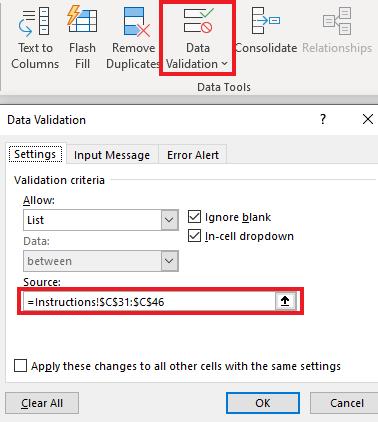 Text to Flash Remove Data Consolidate Relationships
Columns Fill Duplicates Validation
Data Tools
Data Validation ? ×
Settings Input Message Error Alert
Validation criteria
Allow:
List Ignore blank
Data: In-cell dropdown
between
Source:
=Instructions!$C$31:$C$46
Apply these changes to all other cells with the same settings
Clear All OK Cancel